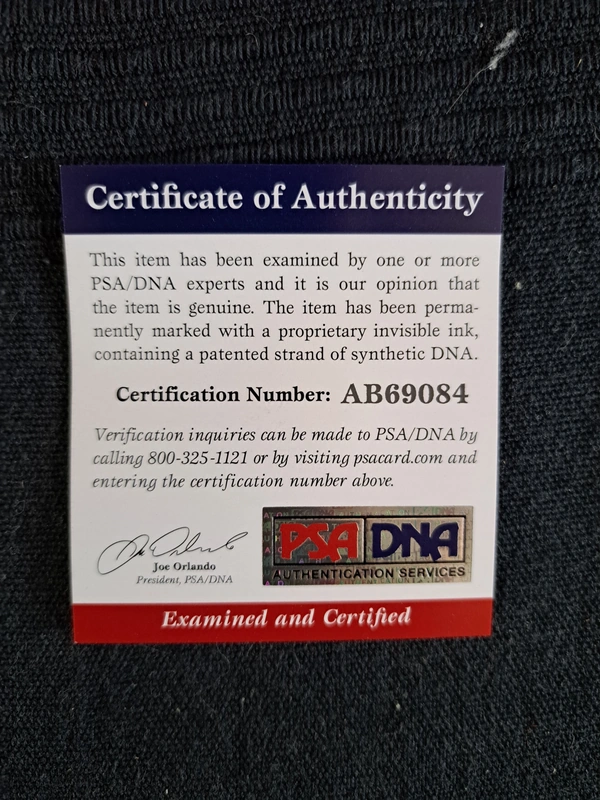 Certificate of Authenticity
This item has been examined by one or more
PSA/DNA experts and it is our opinion that
the item is genuine. The item has been perma-
nently marked with a proprietary invisible ink,
containing a patented strand of synthetic DNA.
Certification Number: AB69084
Verification inquiries can be made to PSA/DNA by
calling 800-325-1121 or by visiting psacard.com and
entering the certification number above.
Joe Orlando
President, PSA/DNA
PSA DNA
AUTHENTICATION SERVICES
Examined and Certified